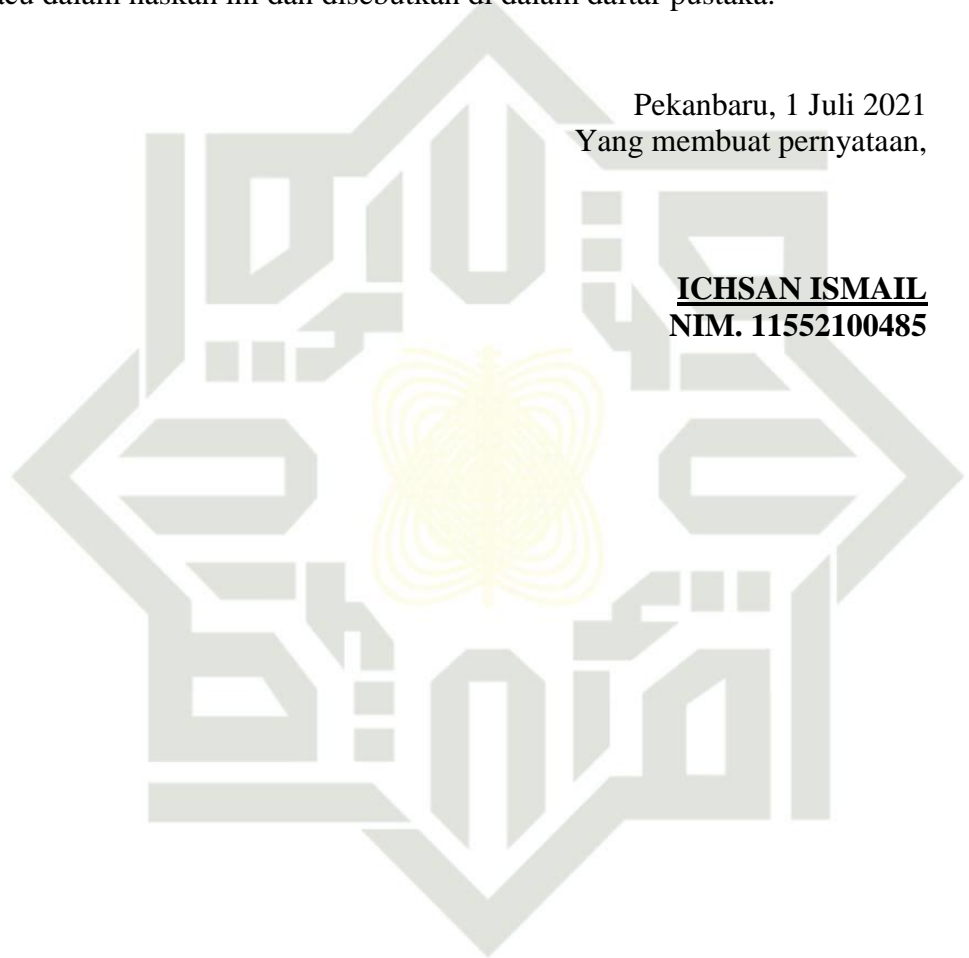 dalam naskah ini dan disebutkan di dalam daftar pustaka.
Pekanbaru, 1 Juli 2021
Yang membuat pernyataan,
ICHSAN ISMAIL
NIM. 11552100485